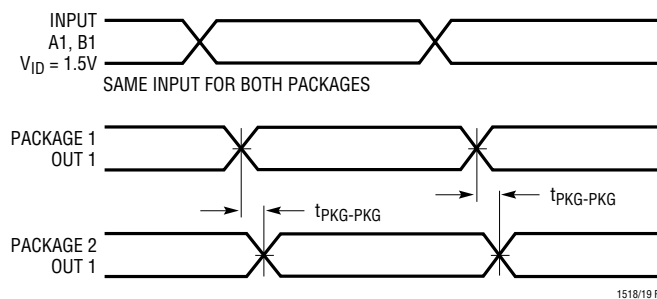 INPUT
A1, B1
VID = 1.5V
SAME INPUT FOR BOTH PACKAGES
PACKAGE 1
OUT 1
tPKG-PKG
tPKG-PKG
PACKAGE 2
OUT 1
1518/19 F